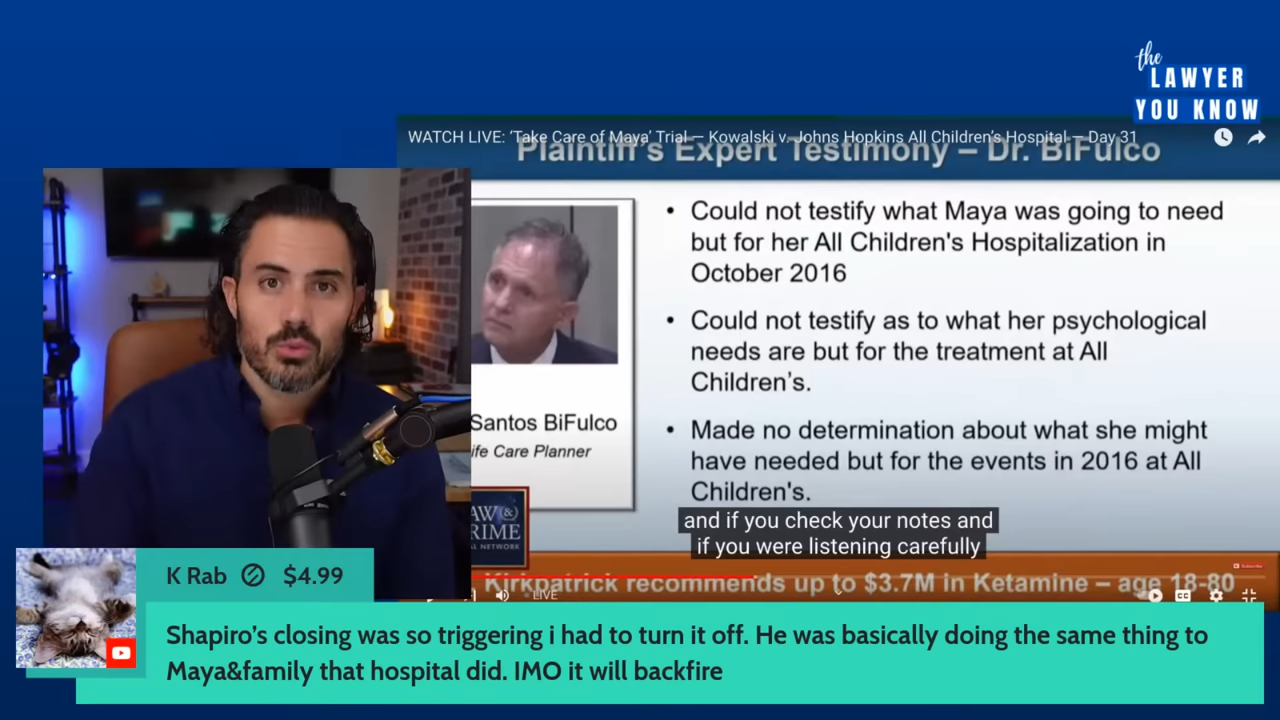 the
LAWYER
YOU KNOW
WATCH LIVE: ‘Take Care of Maya’ Trial — Kowalski v. Johns Hopkins All Children’s Hospital — Day 31
Plaintiff's Expert Testimony – Dr. BiFulco
• Could not testify what Maya was going to need
but for her All Children's Hospitalization in
October 2016
• Could not testify as to what her psychological
needs are but for the treatment at All
Children’s.
• Made no determination about what she might
have needed but for the events in 2016 at All
Children's.
Santos BiFulco
ife Care Planner
AW &
RIME
L NETWORK
and if you check your notes and
if you were listening carefully
Kirkpatrick recommends up to $3.7M in Ketamine – age 18-80
LIVE
K Rab $4.99
Shapiro’s closing was so triggering i had to turn it off. He was basically doing the same thing to
Maya&family that hospital did. IMO it will backfire